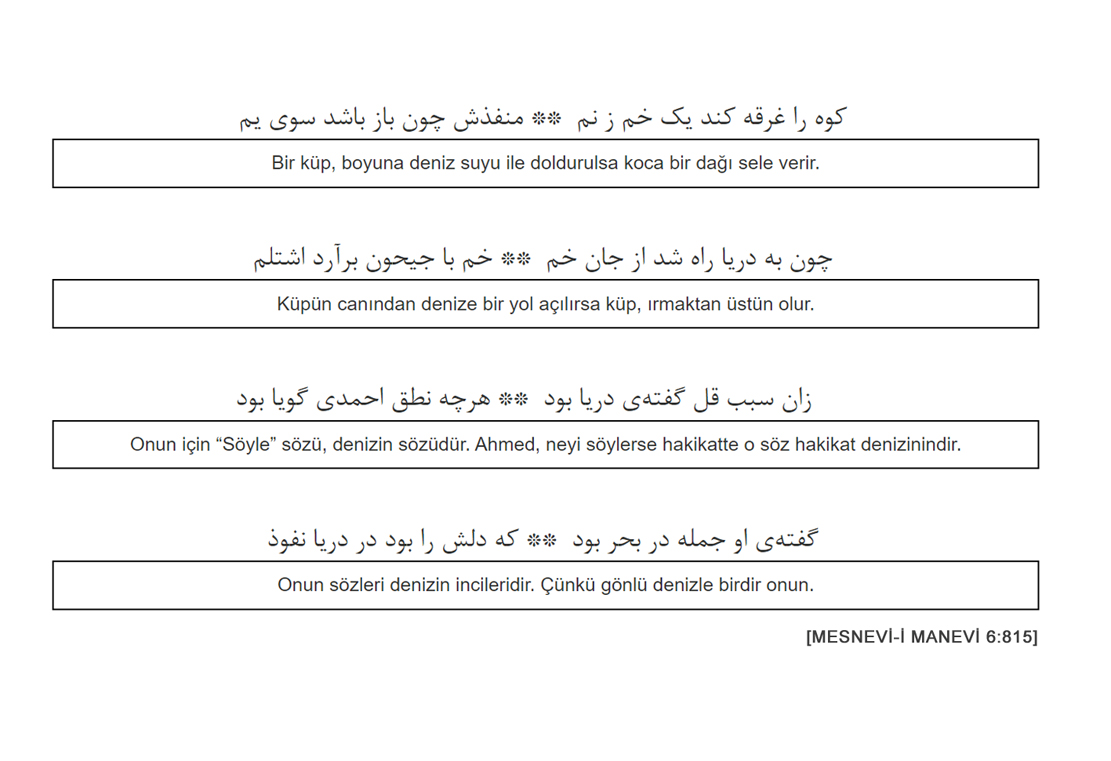 کوه را غرقه کند یک خم ز نم ** منفذش چون باز باشد سوی یم
Bir küp, boyuna deniz suyu ile doldurulsa koca bir dağı sele verir.
چون به دریا راه شد از جان خم ** خم با جیحون برآرد اشتلم
Küpün canından denize bir yol açılırsa küp, ırmaktan üstün olur.
زان سبب قل گفته‌ی دریا بود ** هرچه نطق احمدی گویا بود
Onun için “Söyle” sözü, denizin sözüdür. Ahmed, neyi söylerse hakikatte o söz hakikat denizinindir.
گفته‌ی او جمله در بحر بود ** که دلش را بود در دریا نفوذ
Onun sözleri denizin incileridir. Çünkü gönlü denizle birdir onun.
[MESNEVİ-İ MANEVİ 6:815]